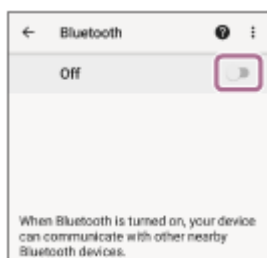 Bluetooth
Off
When Bluetooth is turned on, your device
can communicate with other nearby
Bluetooth devices.